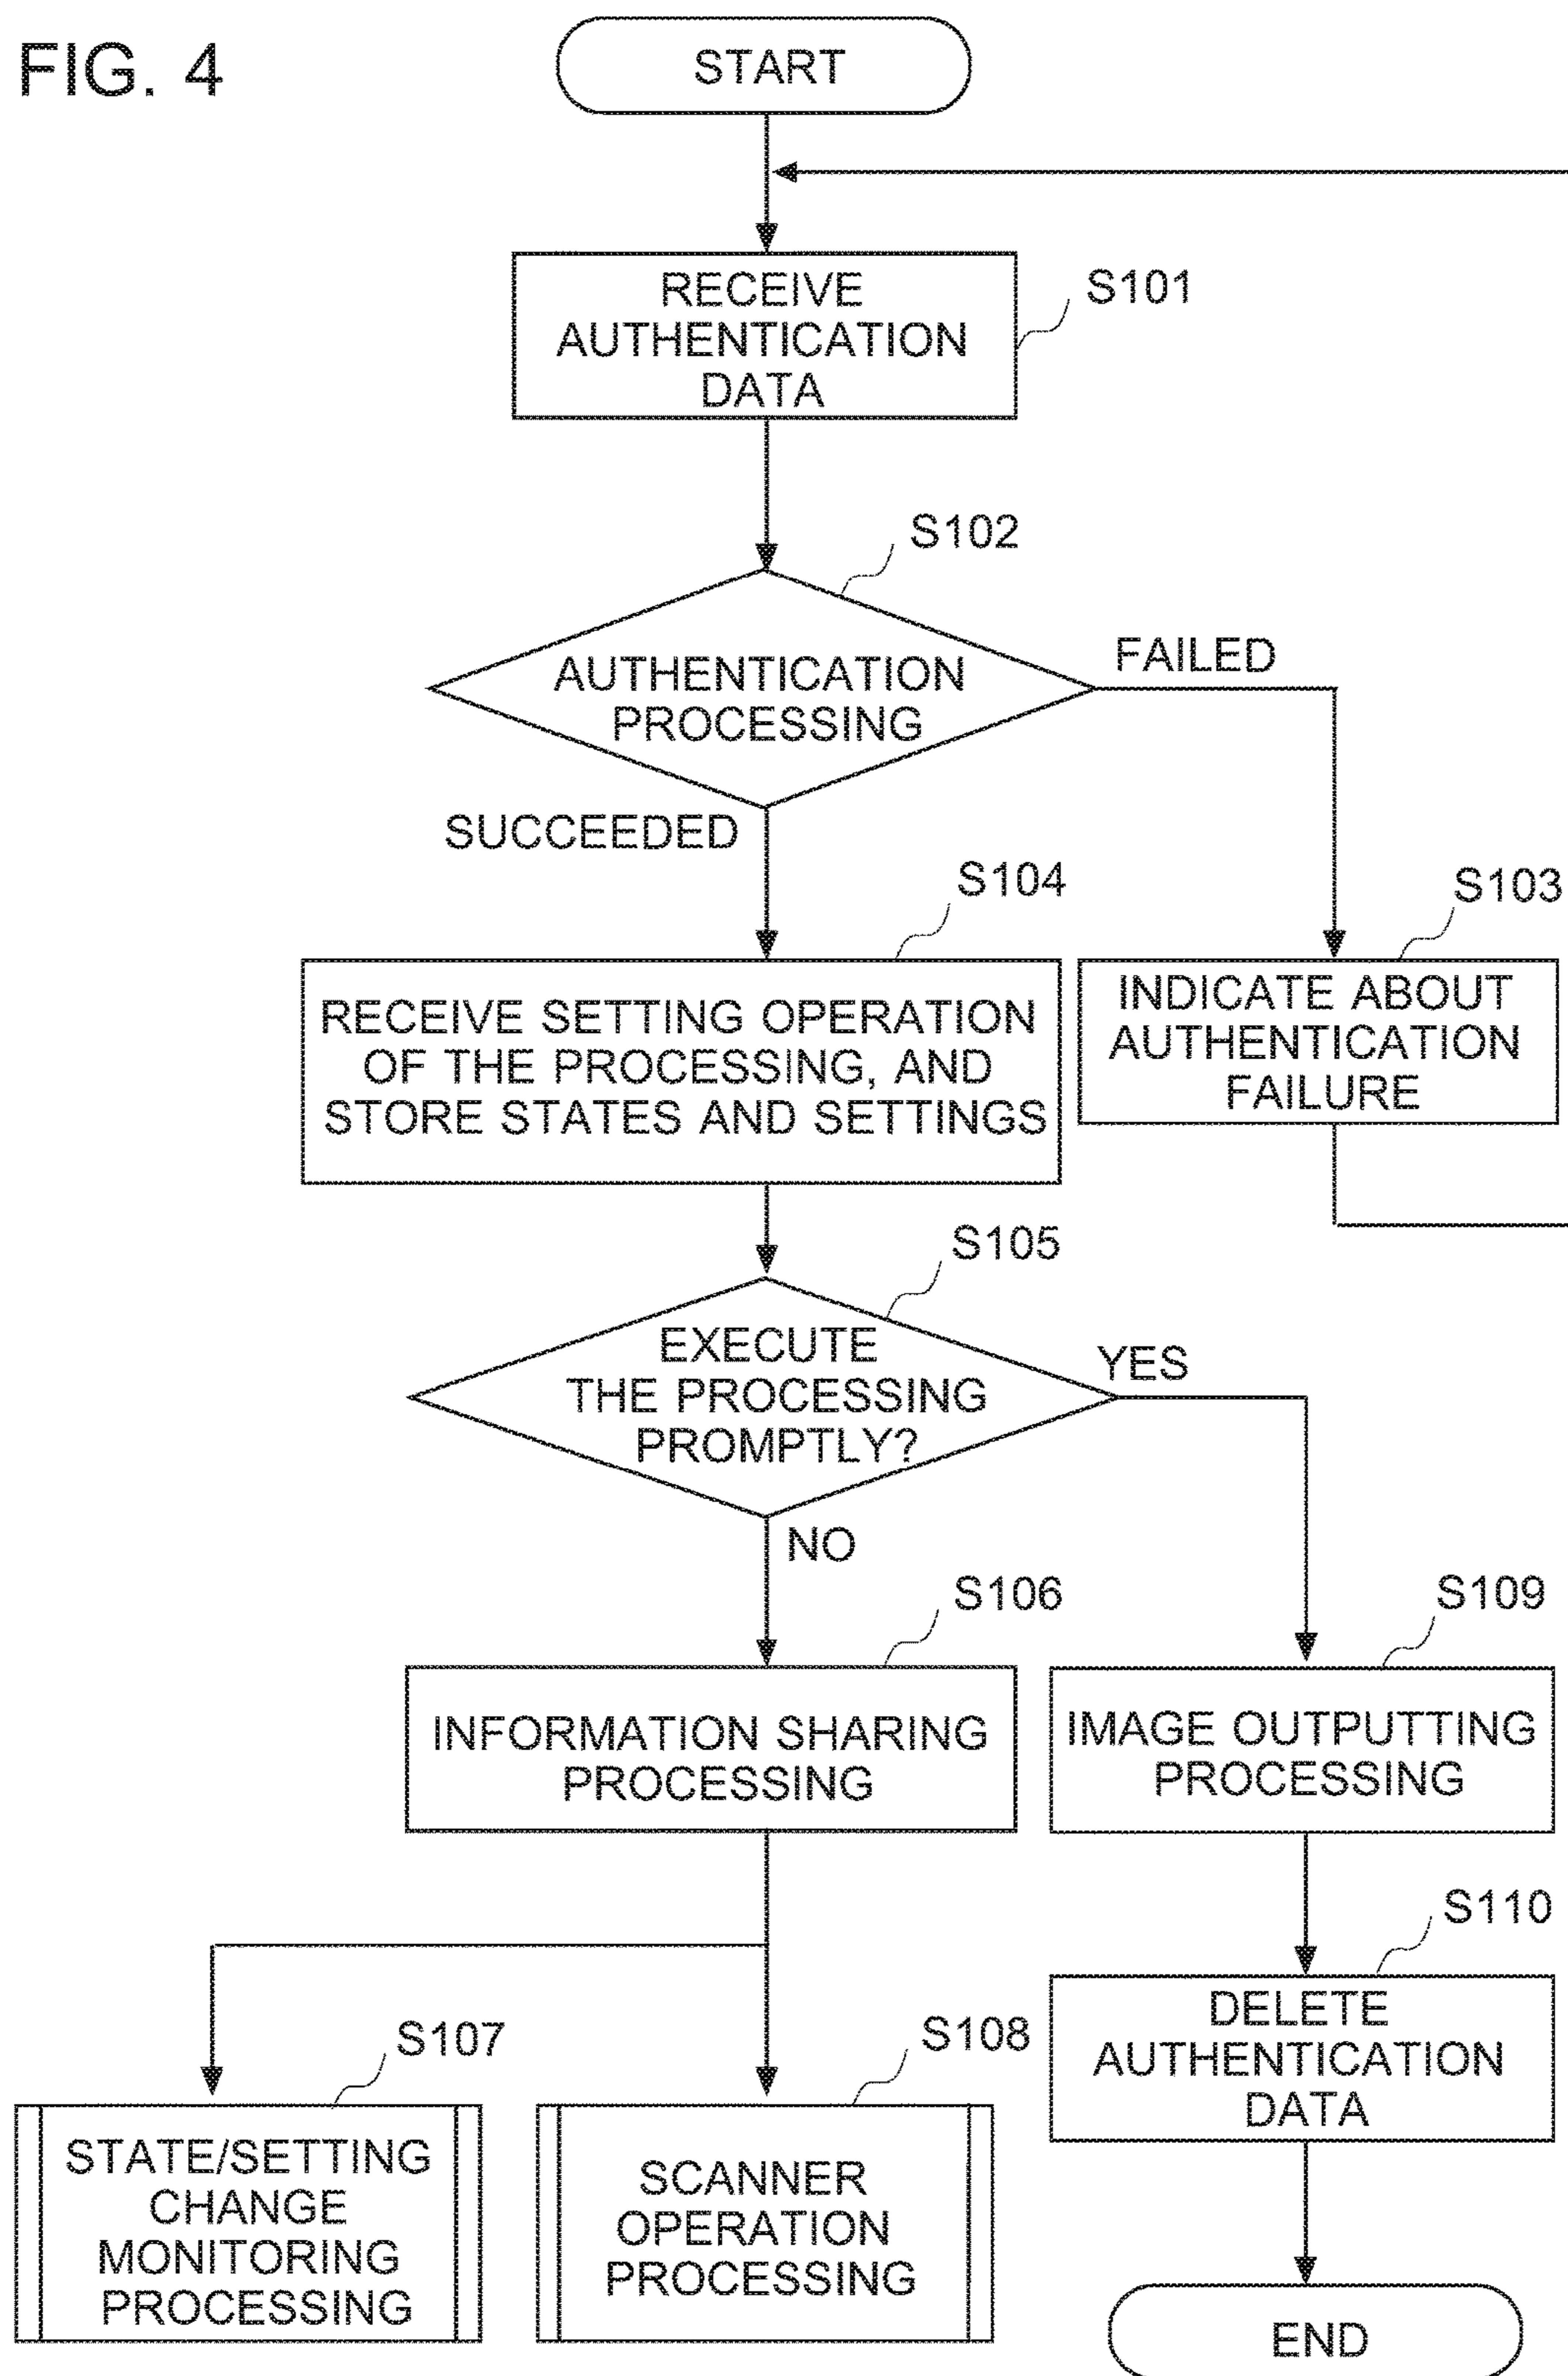 FIG. 4
START
S101
RECEIVE
AUTHENTICATION
DATA
S102
AUTHENTICATION
PROCESSING
FAILED
SUCCEEDED
S104
RECEIVE SETTING OPERATION
OF THE PROCESSING, AND
STORE STATES AND SETTINGS
S103
INDICATE ABOUT
AUTHENTICATION
FAILURE
S105
EXECUTE
THE PROCESSING
PROMPTLY?
YES
NO
S106
INFORMATION SHARING
PROCESSING
S109
IMAGE OUTPUTTING
PROCESSING
S110
DELETE
AUTHENTICATION
DATA
S107
STATE/SETTING
CHANGE
MONITORING
PROCESSING
S108
SCANNER
OPERATION
PROCESSING
END